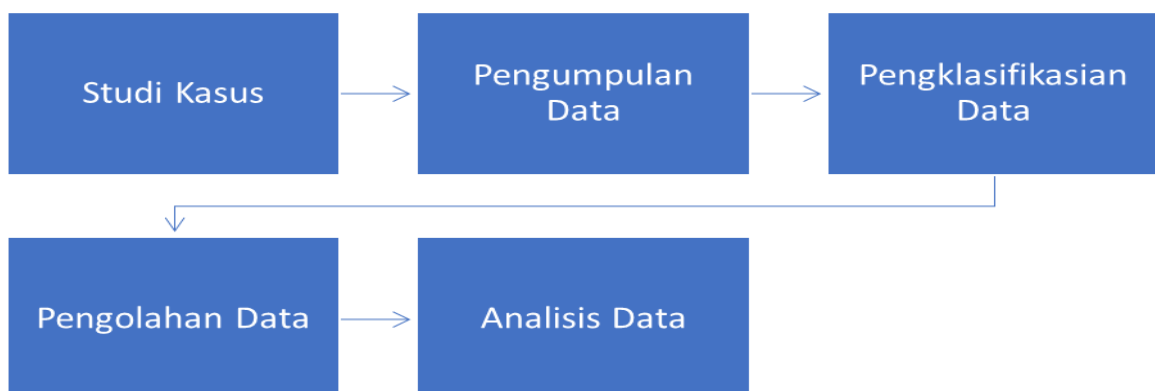 Studi Kasus
Pengumpulan
Data
Pengklasifikasian
Data
Pengolahan Data
Analisis Data